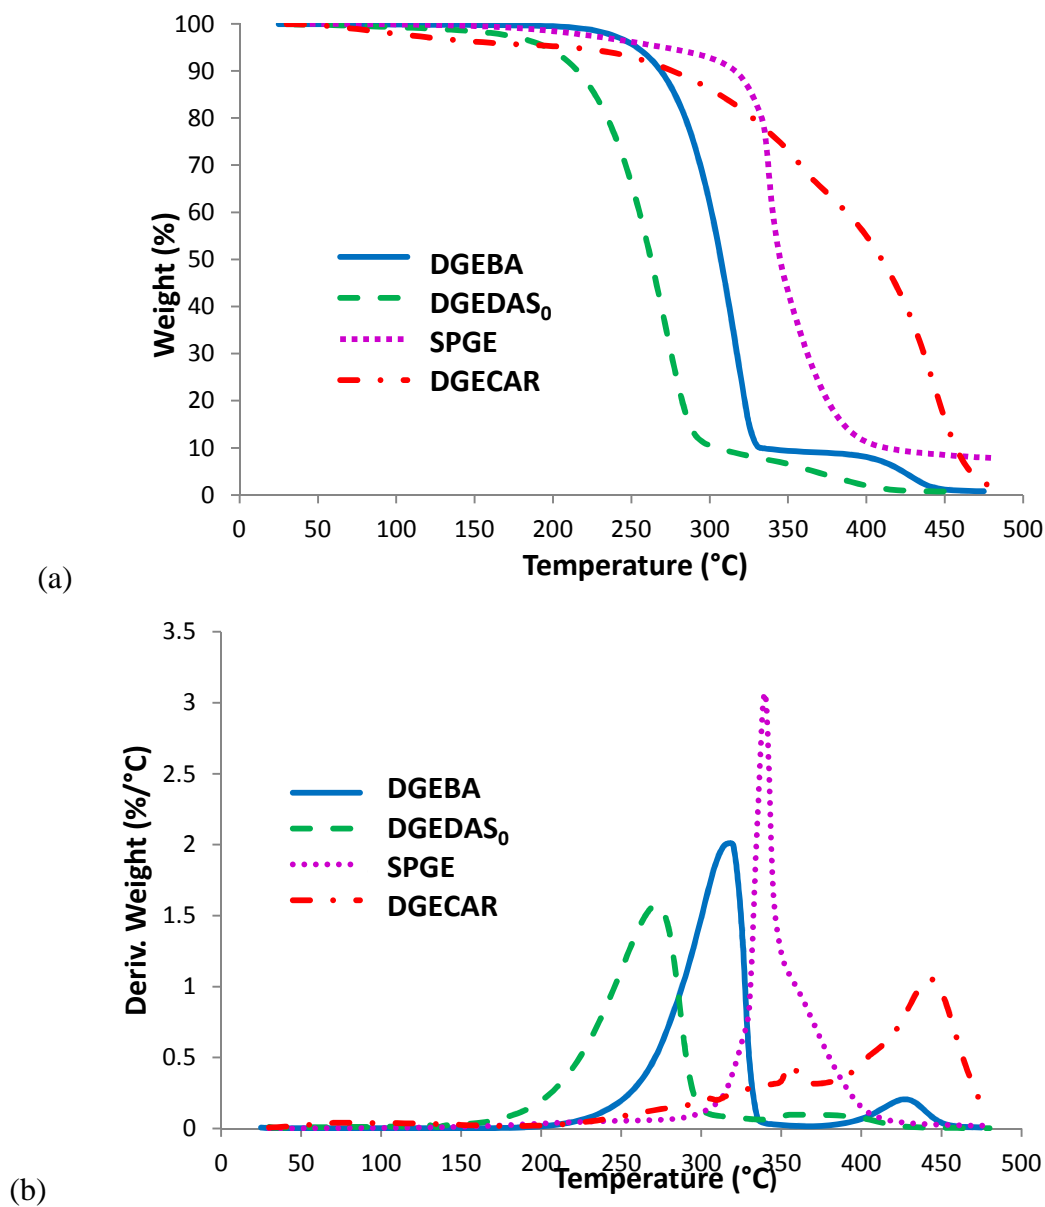 100
90
80
70
60
50
40
30
20
10
0
Weight (%)
DGEBA
DGEDAS₀
SPGE
DGECAR
0 50 100 150 200 250 300 350 400 450 500
Temperature (°C)
(a)
3.5
3
2.5
2
1.5
1
0.5
0
Deriv. Weight (%/°C)
DGEBA
DGEDAS₀
SPGE
DGECAR
0 50 100 150 200 250 300 350 400 450 500
Temperature (°C)
(b)